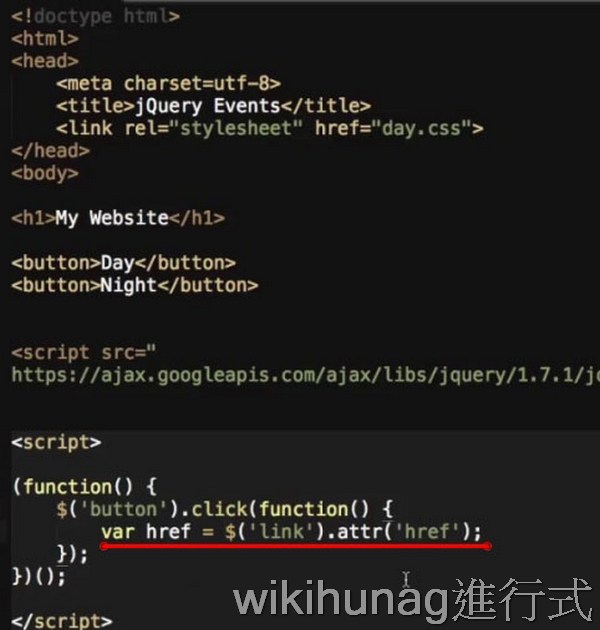 <!doctype html>
<html>
<head>
    <meta charset=utf-8>
    <title>jQuery Events</title>
    <link rel="stylesheet" href="day.css">
</head>
<body>

<h1>My Website</h1>

<button>Day</button>
<button>Night</button>

<script src="
https://ajax.googleapis.com/ajax/libs/jquery/1.7.1/jq

<script>

(function() {
    $('button').click(function() {
        var href = $('link').attr('href');
    });
})();

</script>
wikihunag進行式